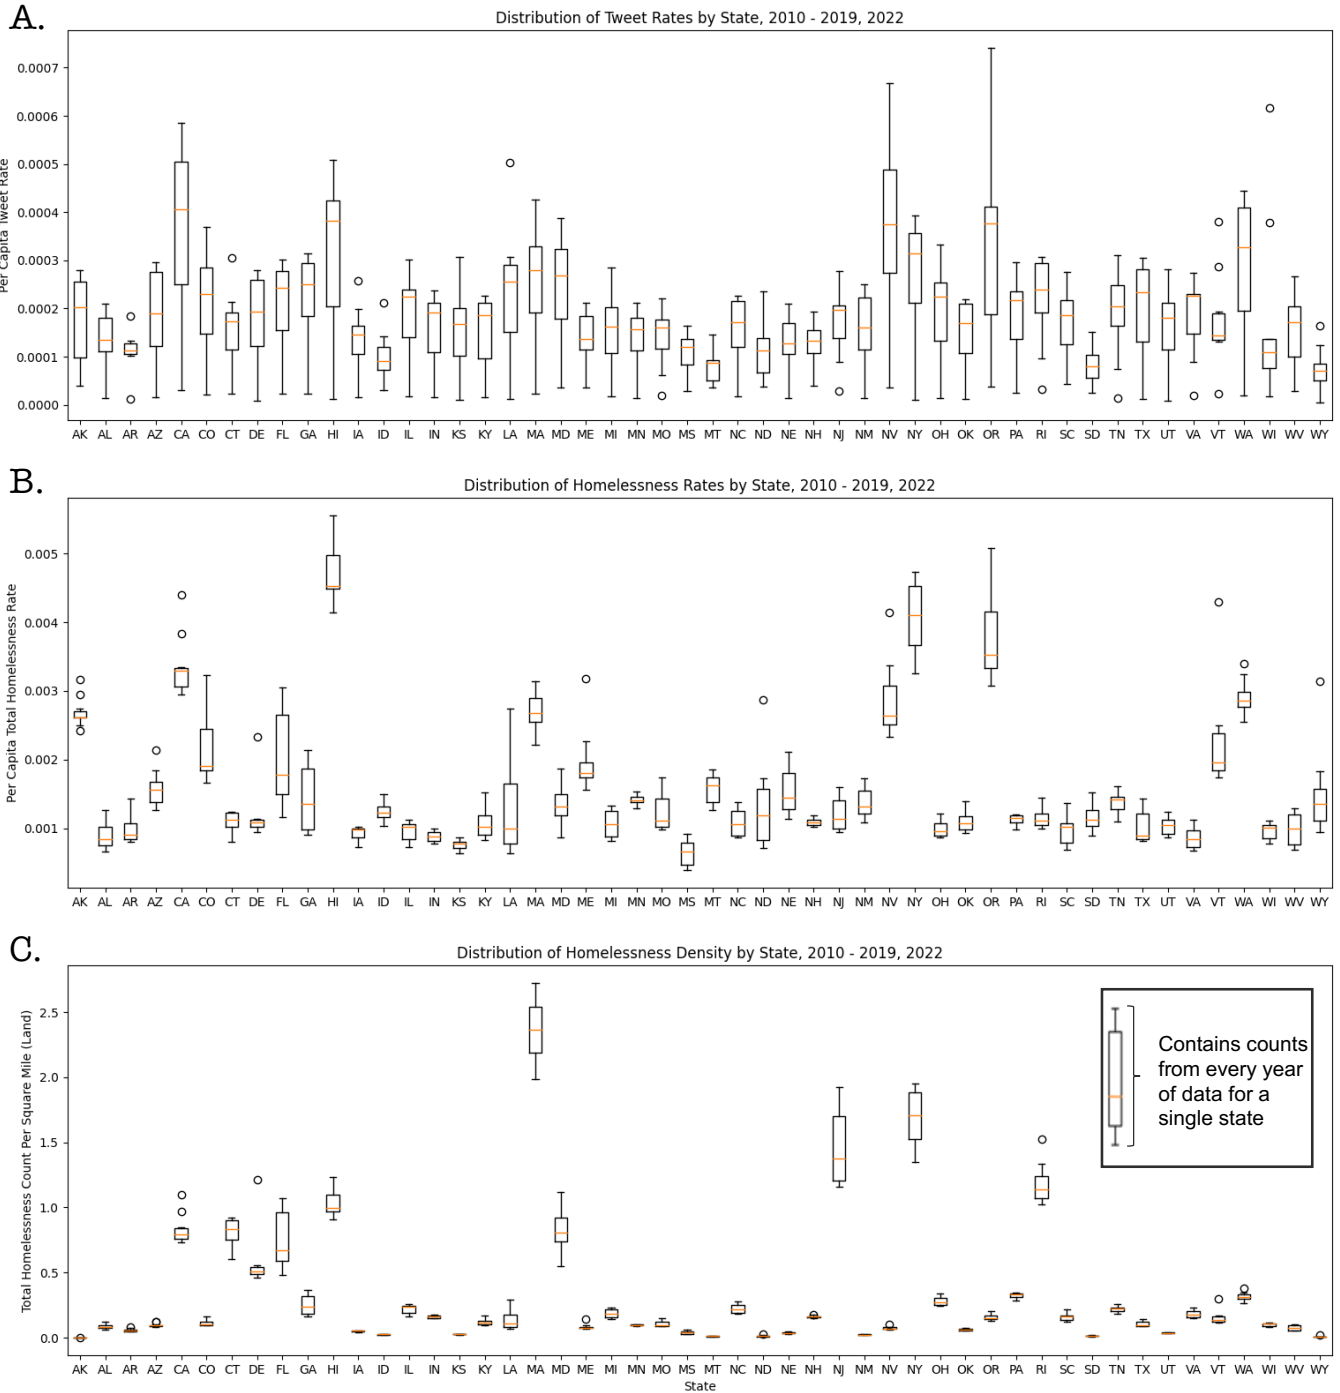 A.
Distribution of Tweet Rates by State, 2010 - 2019, 2022
Per Capita Tweet Rate
0.0007
0.0006
0.0005
0.0004
0.0003
0.0002
0.0001
0.0000
AK AL AR AZ CA CO CT DE FL GA HI IA ID IL IN KS KY LA MA MD ME MI MN MO MS MT NC ND NE NH NJ NM NV NY OH OK OR PA RI SC SD TN TX UT VA VT WA WI WV WY
B.
Distribution of Homelessness Rates by State, 2010 - 2019, 2022
Per Capita Total Homelessness Rate
0.005
0.004
0.003
0.002
0.001
AK AL AR AZ CA CO CT DE FL GA HI IA ID IL IN KS KY LA MA MD ME MI MN MO MS MT NC ND NE NH NJ NM NV NY OH OK OR PA RI SC SD TN TX UT VA VT WA WI WV WY
C.
Distribution of Homelessness Density by State, 2010 - 2019, 2022
Total Homelessness Count Per Square Mile (Land)
2.5
2.0
1.5
1.0
0.5
0.0
Contains counts
from every year
of data for a
single state
AK AL AR AZ CA CO CT DE FL GA HI IA ID IL IN KS KY LA MA MD ME MI MN MO MS MT NC ND NE NH NJ NM NV NY OH OK OR PA RI SC SD TN TX UT VA VT WA WI WV WY
State